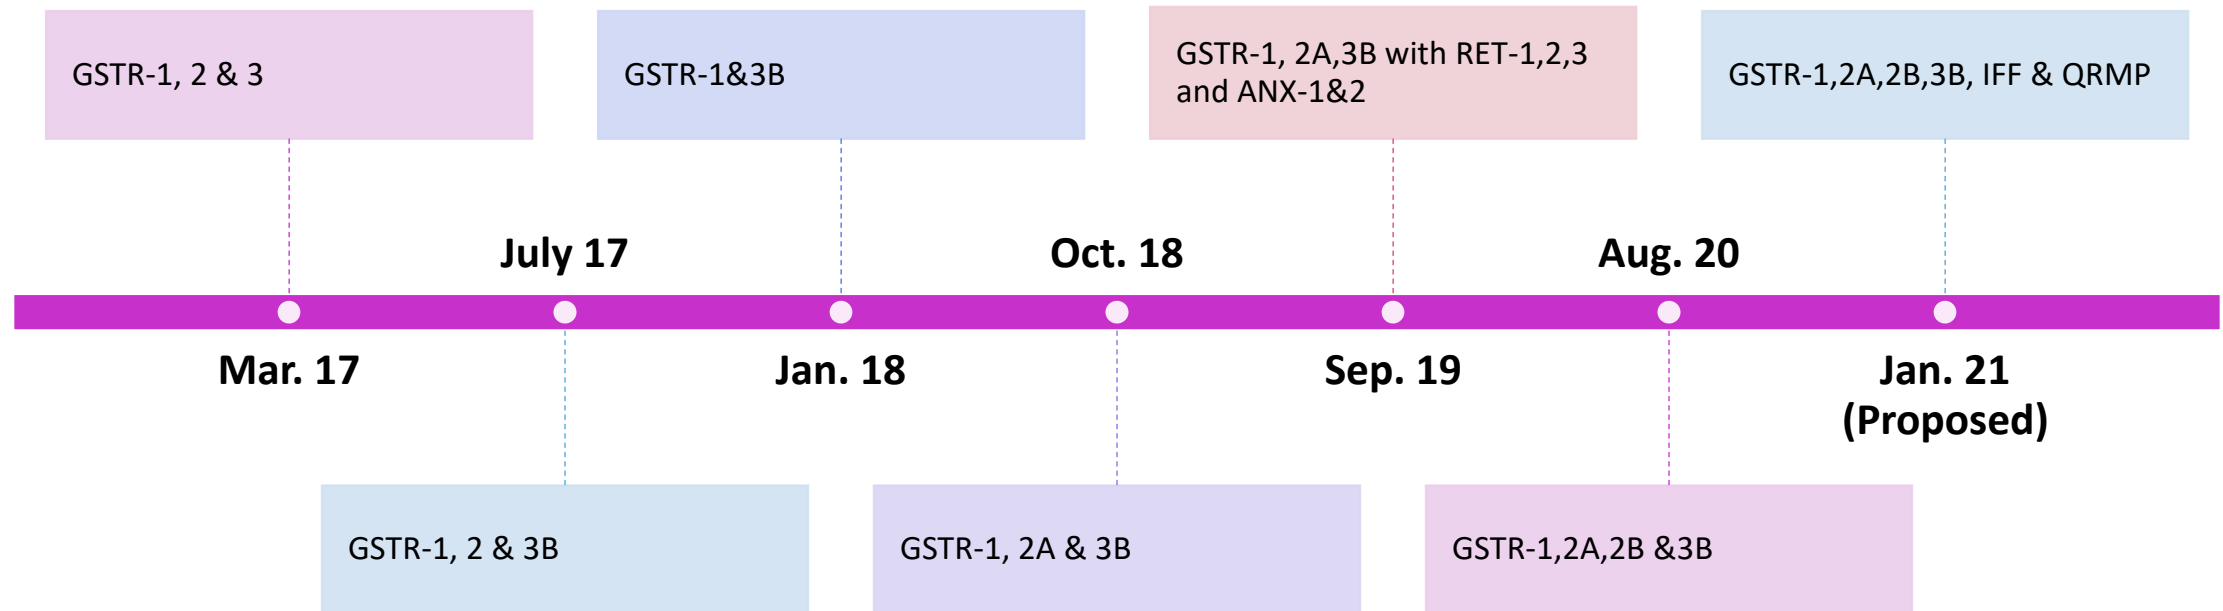 GSTR-1, 2 & 3
GSTR-1&3B
GSTR-1, 2A,3B with RET-1,2,3
and ANX-1&2
GSTR-1,2A,2B,3B, IFF & QRMP
July 17
Oct. 18
Aug. 20
Mar. 17
Jan. 18
Sep. 19
Jan. 21
(Proposed)
GSTR-1, 2 & 3B
GSTR-1, 2A & 3B
GSTR-1,2A,2B &3B